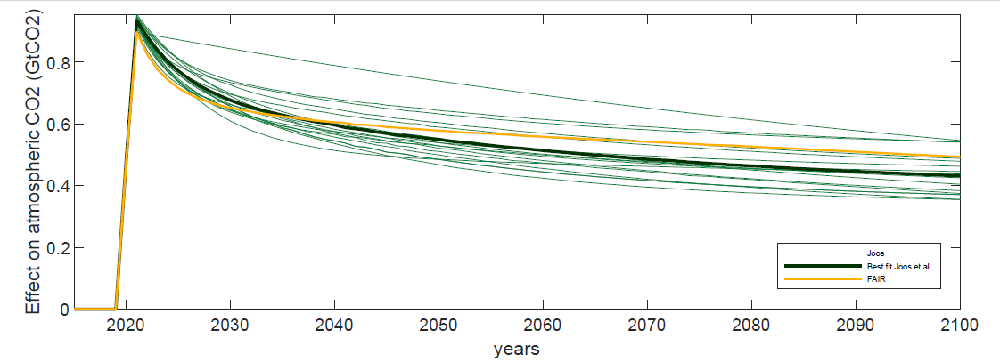 Effect on atmospheric CO2 (GtCO2)
0.8
0.6
0.4
0.2
0
2020 2030 2040 2050 2060 2070 2080 2090 2100
years
Joos
Best fit Joos et al.
FAIR